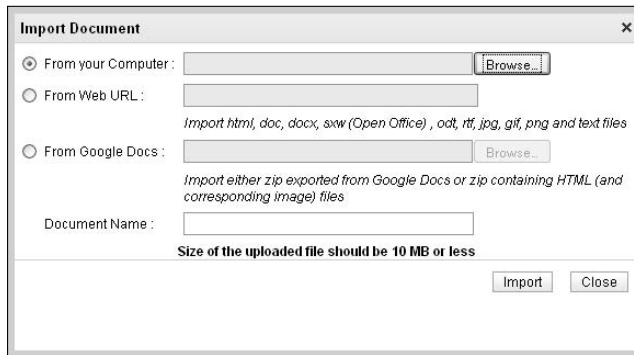 Import Document
×
From your Computer :
Browse...
From Web URL :
Import html, doc, docx, sxw (Open Office) , odt, rtf, jpg, gif, png and text files
From Google Docs :
Browse...
Import either zip exported from Google Docs or zip containing HTML (and
corresponding image) files
Document Name :
Size of the uploaded file should be 10 MB or less
Import
Close